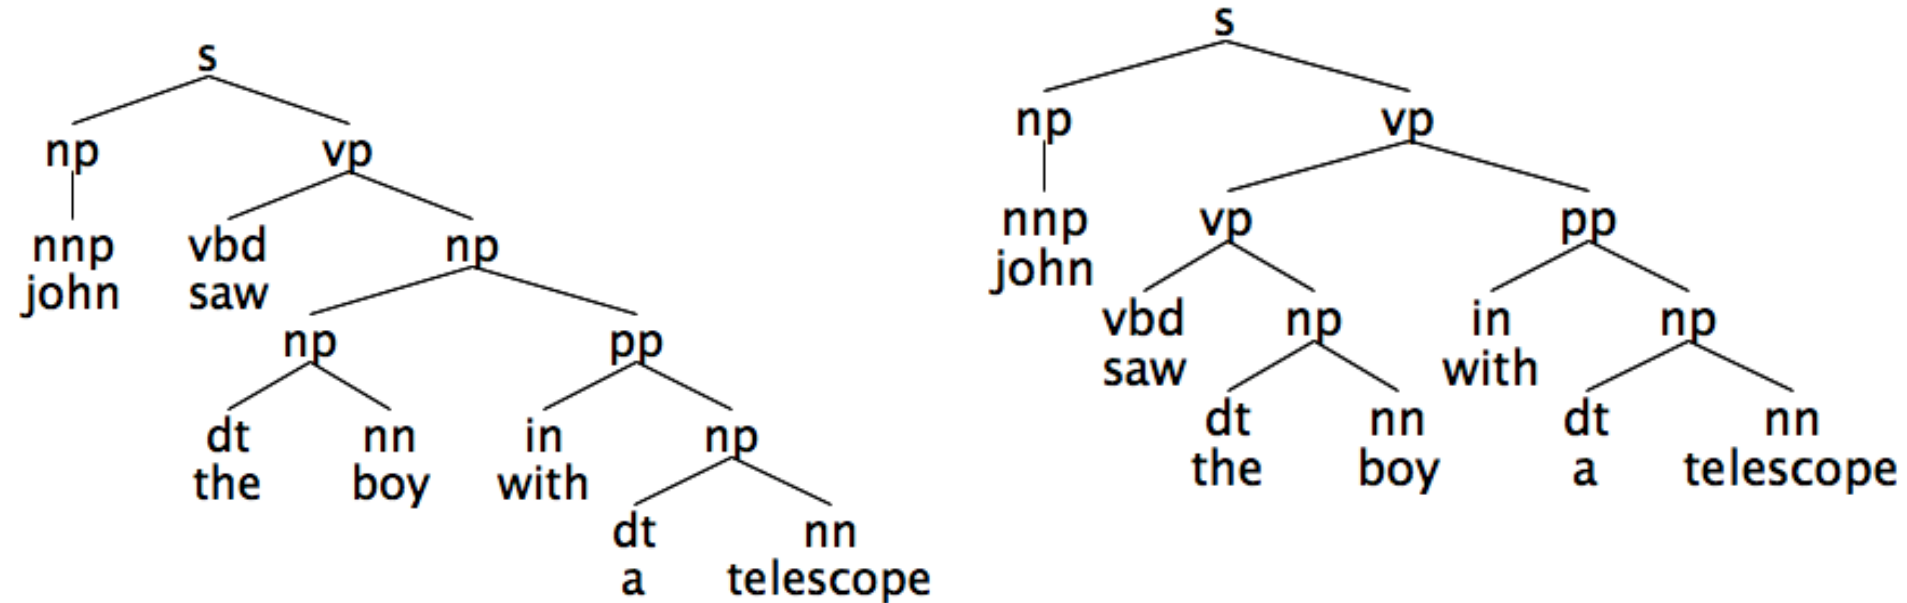 s
np vp
nnp vbd np
john saw
np pp
dt nn in np
the boy with
dt nn
a telescope
s
np vp
nnp vp pp
john
vbd np in np
saw with
dt nn dt nn
the boy a telescope